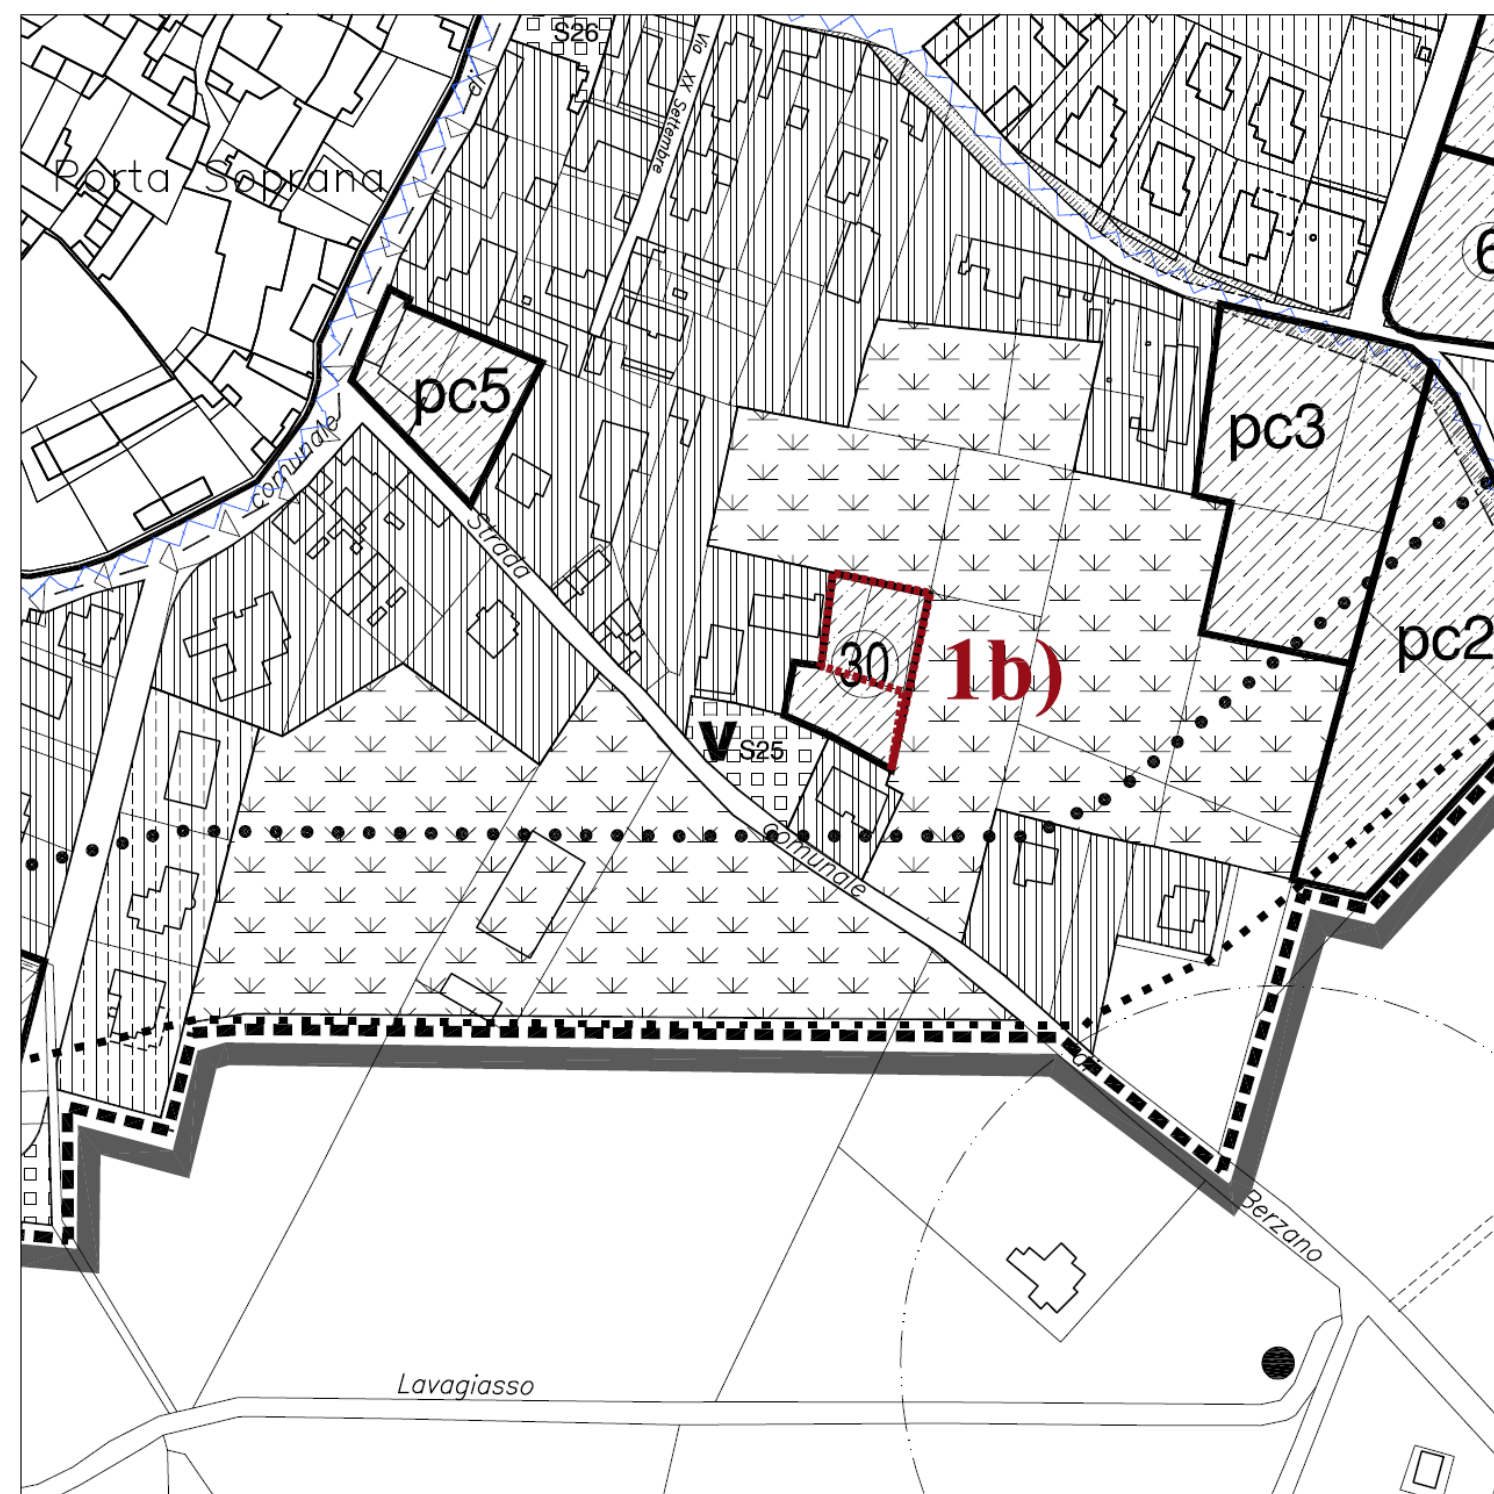 S26
Via XX Settembre
di
Porta Soprana
6
pc5
pc3
comunale
Strada
pc2
30
1b)
V
S25
Comunale
di
Berzano
Lavagiasso